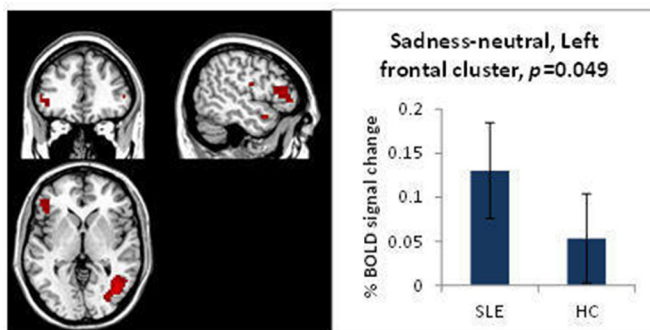 Sadness-neutral, Left
frontal cluster, p=0.049
% BOLD signal change
0.2
0.15
0.1
0.05
0
SLE
HC